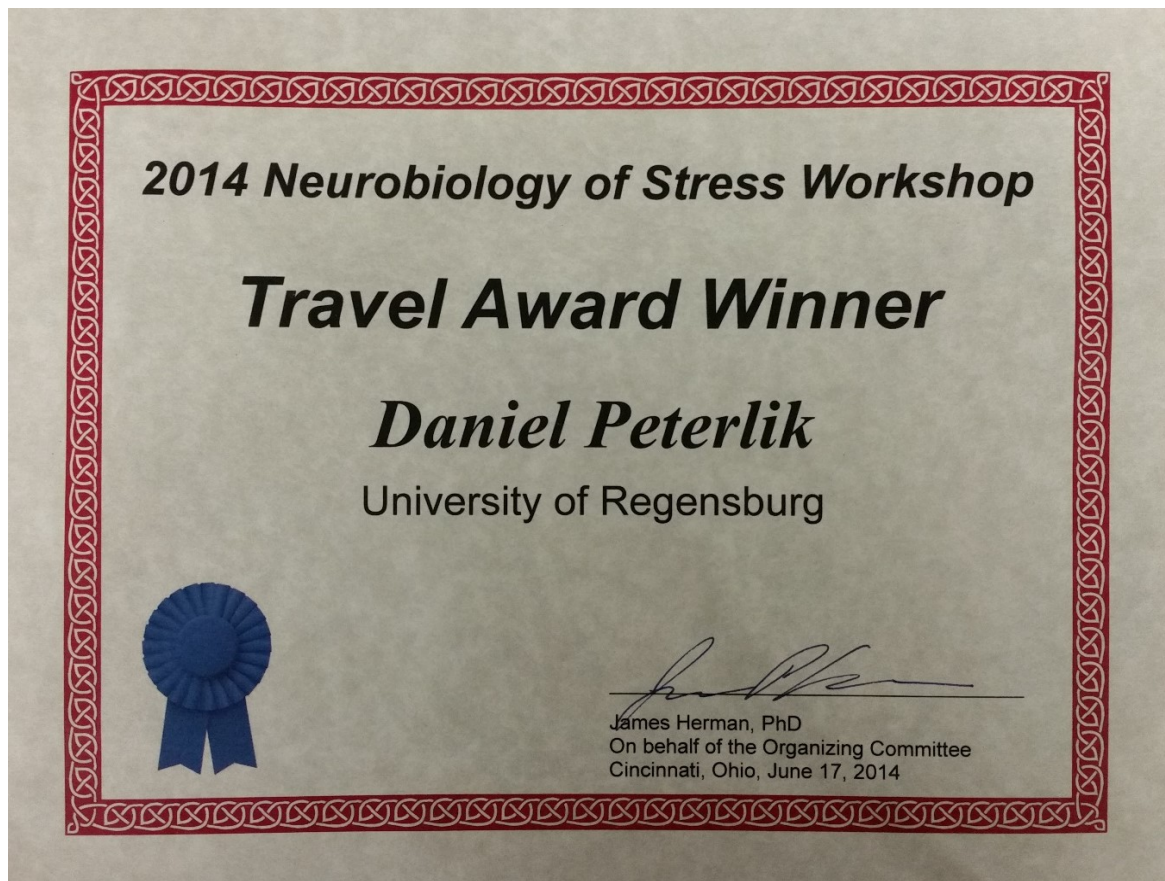 2014 Neurobiology of Stress Workshop
Travel Award Winner
Daniel Peterlik
University of Regensburg
James Herman, PhD
On behalf of the Organizing Committee
Cincinnati, Ohio, June 17, 2014